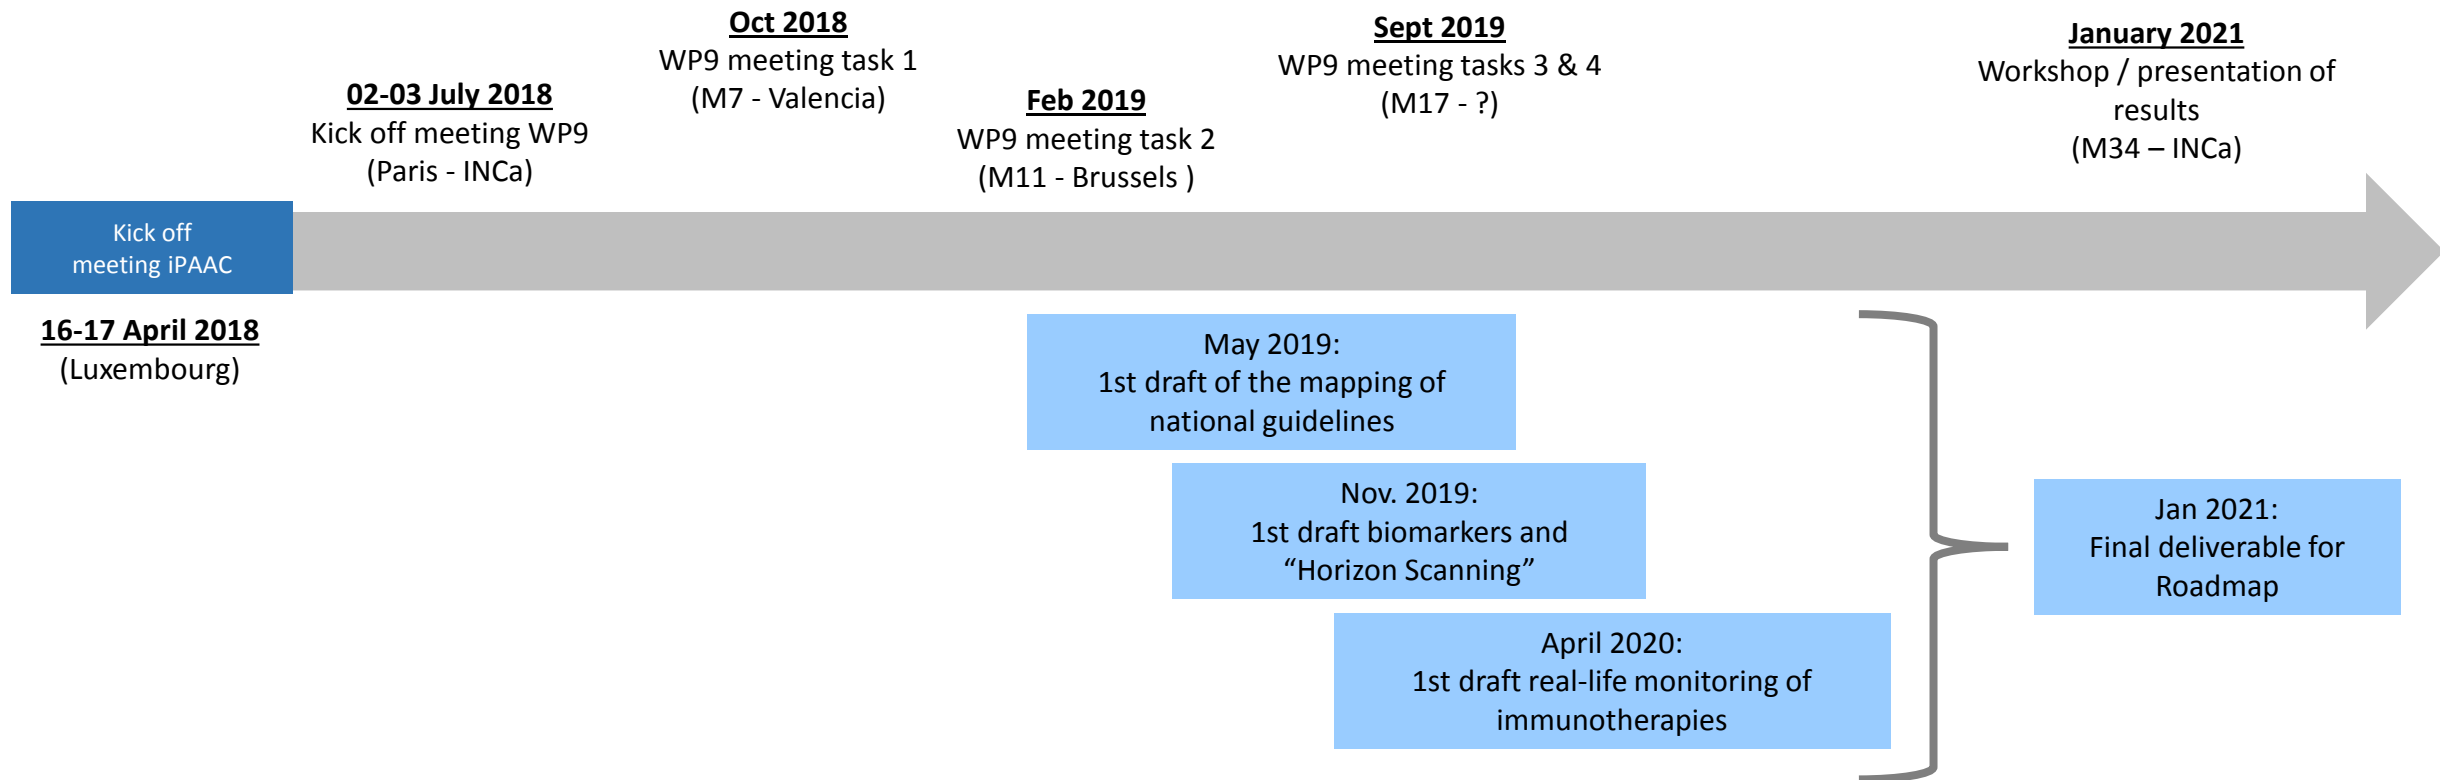 Oct 2018
WP9 meeting task 1
(M7 - Valencia)
Sept 2019
WP9 meeting tasks 3 & 4
(M17 - ?)
January 2021
Workshop / presentation of
results
(M34 – INCa)
02-03 July 2018
Kick off meeting WP9
(Paris - INCa)
Feb 2019
WP9 meeting task 2
(M11 - Brussels )
Kick off
meeting iPAAC
16-17 April 2018
(Luxembourg)
May 2019:
1st draft of the mapping of
national guidelines
Nov. 2019:
1st draft biomarkers and
“Horizon Scanning”
April 2020:
1st draft real-life monitoring of
immunotherapies
Jan 2021:
Final deliverable for
Roadmap